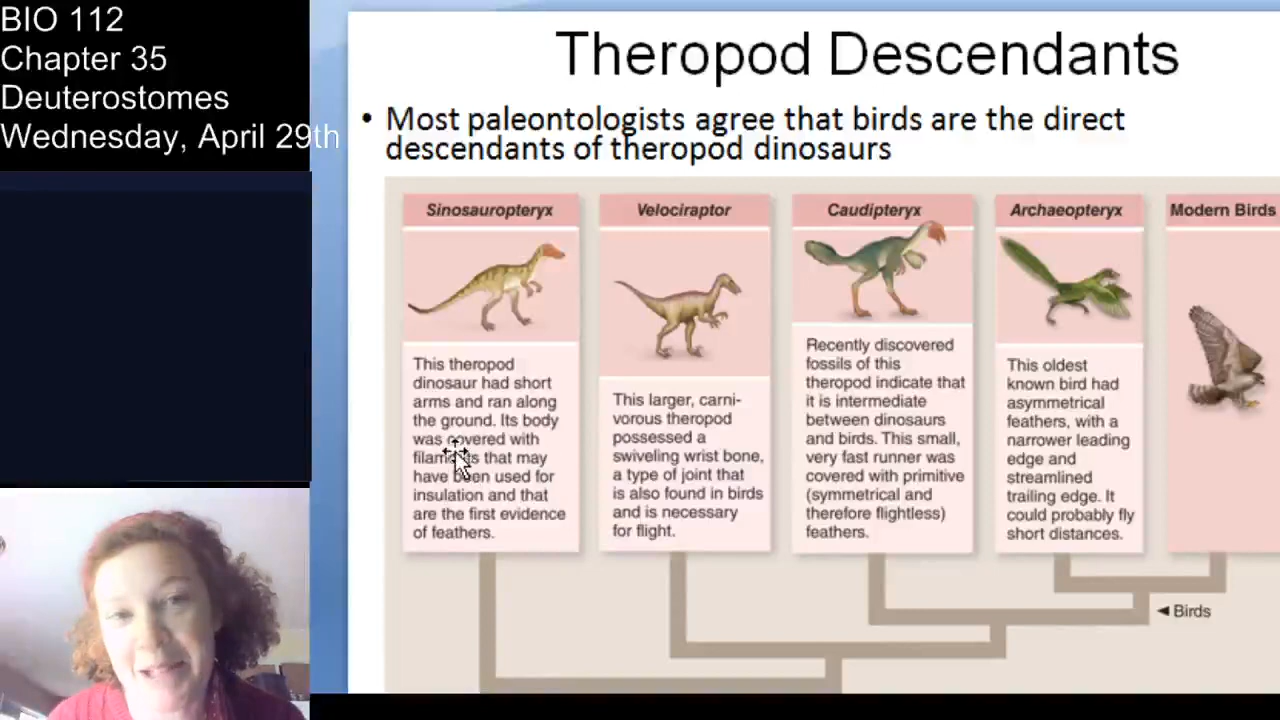 BIO 112
Chapter 35
Deuterostomes
Wednesday, April 29th
Theropod Descendants
• Most paleontologists agree that birds are the direct
descendants of theropod dinosaurs
Sinosauropteryx
This theropod
dinosaur had short
arms and ran along
the ground. Its body
was covered with
filaments that may
have been used for
insulation and that
are the first evidence
of feathers.
Velociraptor
This larger, carni-
vorous theropod
possessed a
swiveling wrist bone,
a type of joint that
is also found in birds
and is necessary
for flight.
Caudipteryx
Recently discovered
fossils of this
theropod indicate that
it is intermediate
between dinosaurs
and birds. This small,
very fast runner was
covered with primitive
(symmetrical and
therefore flightless)
feathers.
Archaeopteryx
This oldest
known bird had
asymmetrical
feathers, with a
narrower leading
edge and
streamlined
trailing edge. It
could probably fly
short distances.
Modern Birds
◄ Birds